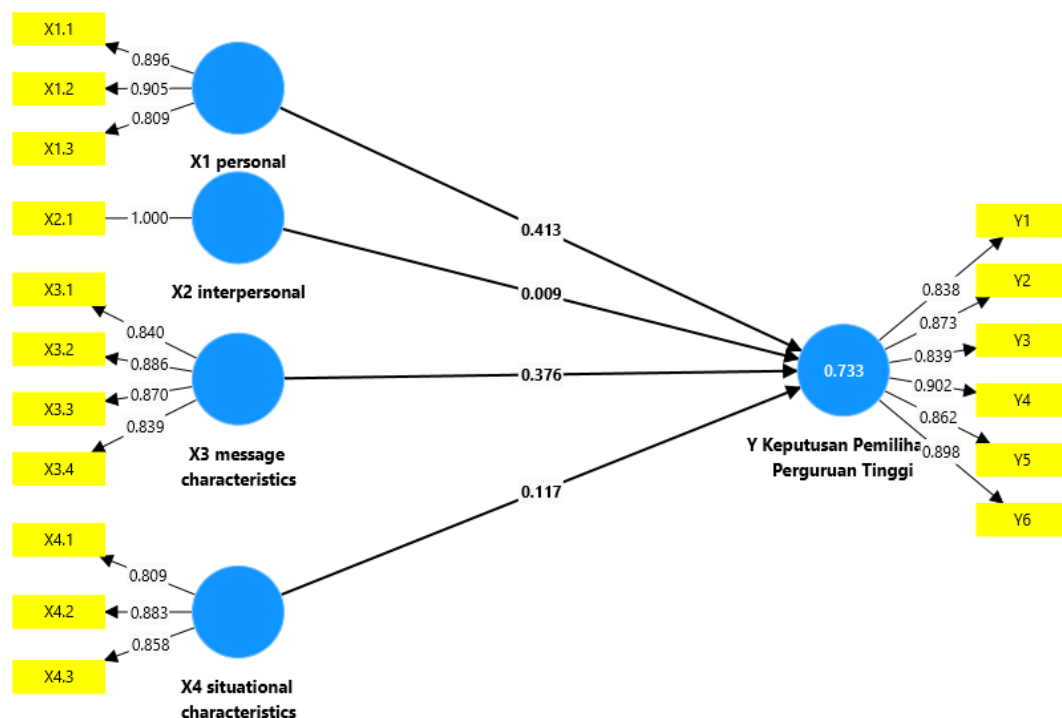 X1.1
0.896
X1.2
0.905
0.809
X1.3
X1 personal
X2.1
1.000
X2 interpersonal
X3.1
0.840
X3.2
0.886
X3.3
0.870
0.839
X3.4
X3 message
characteristics
X4.1
0.809
X4.2
0.883
0.858
X4.3
X4 situational
characteristics
0.413
0.009
0.376
0.117
0.733
Y Keputusan Pemiliha
Perguruan Tinggi
Y1
0.838
Y2
0.873
Y3
0.839
0.902
Y4
0.862
0.898
Y5
Y6